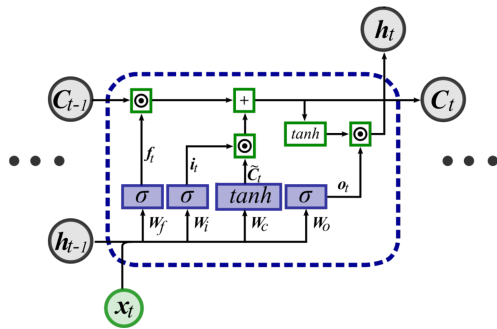 h_t
C_{t-1}
+
C_t
tanh
f_t
i_t
C̃_t
o_t
σ
σ
tanh
σ
W_f
W_i
W_c
W_o
h_{t-1}
x_t